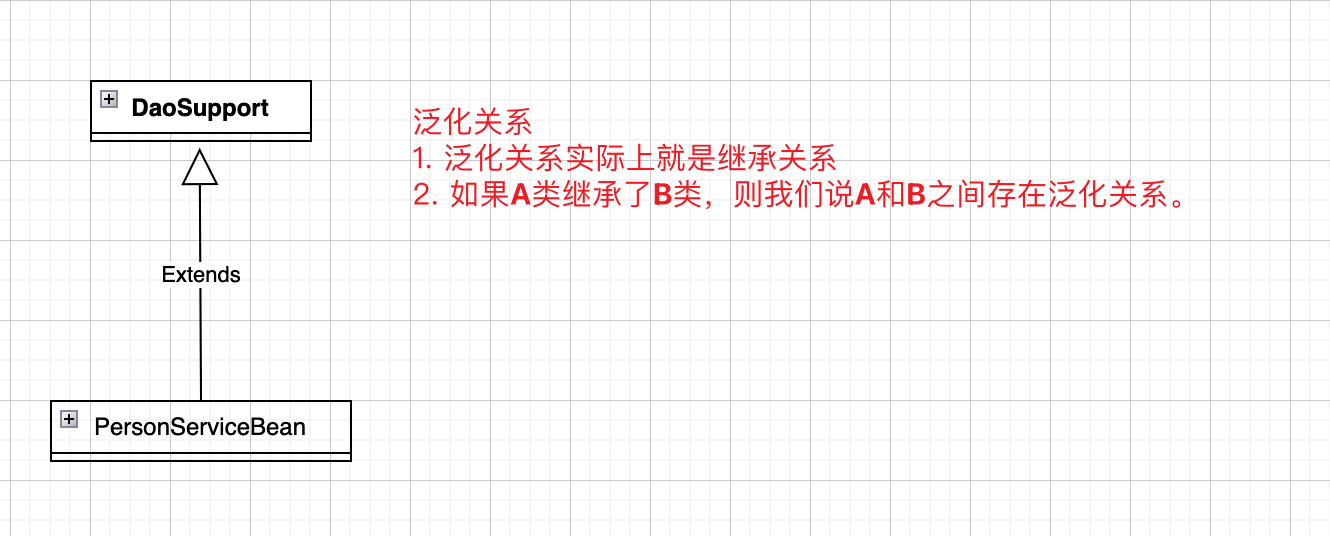 DaoSupport
泛化关系
1. 泛化关系实际上就是继承关系
2. 如果A类继承了B类，则我们说A和B之间存在泛化关系。
Extends
PersonServiceBean